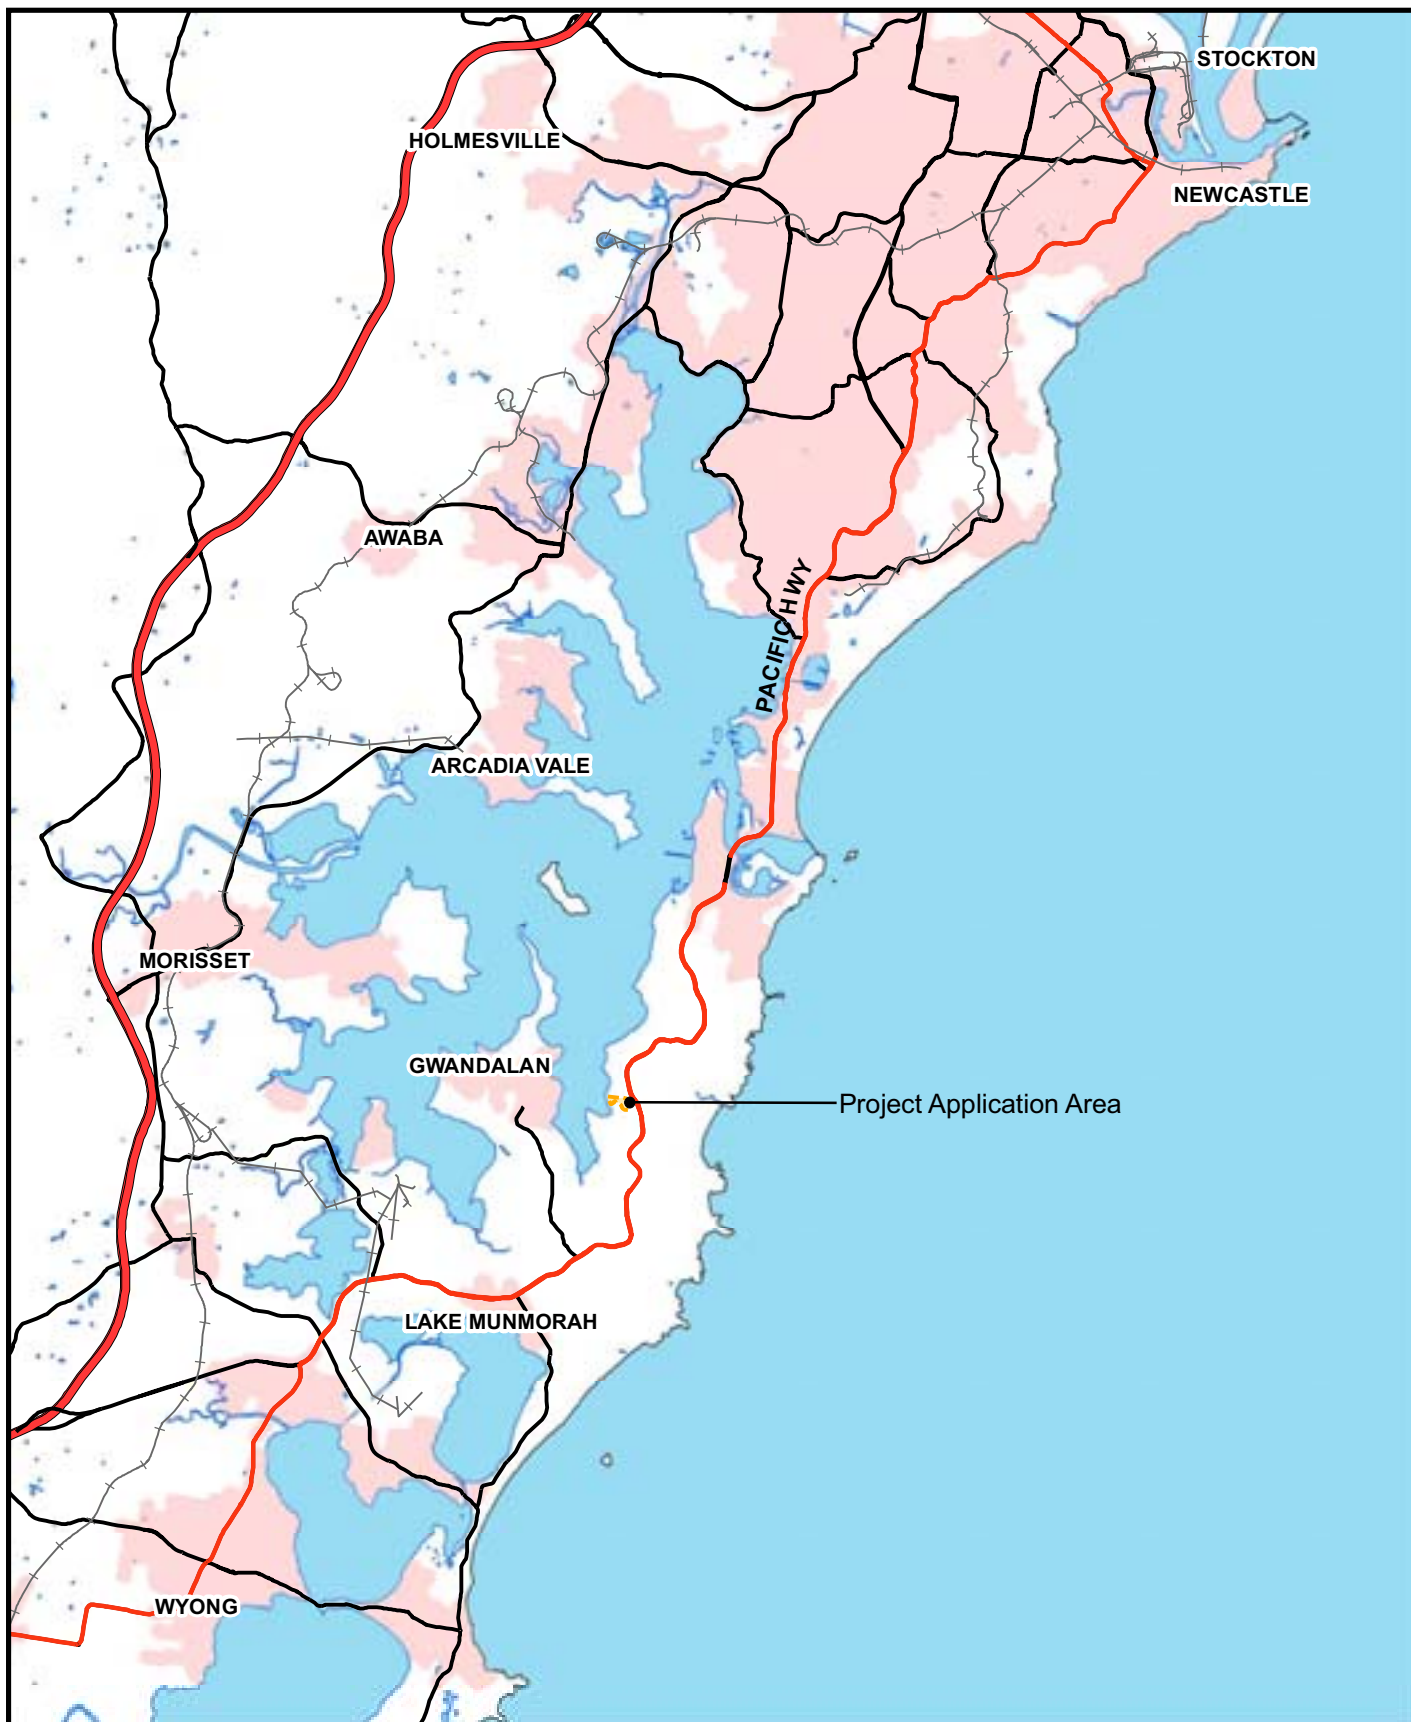 STOCKTON
HOLMESVILLE
NEWCASTLE
AWABA
PACIFIC HWY
ARCADIA VALE
MORISSET
GWANDALAN
Project Application Area
LAKE MUNMORAH
WYONG